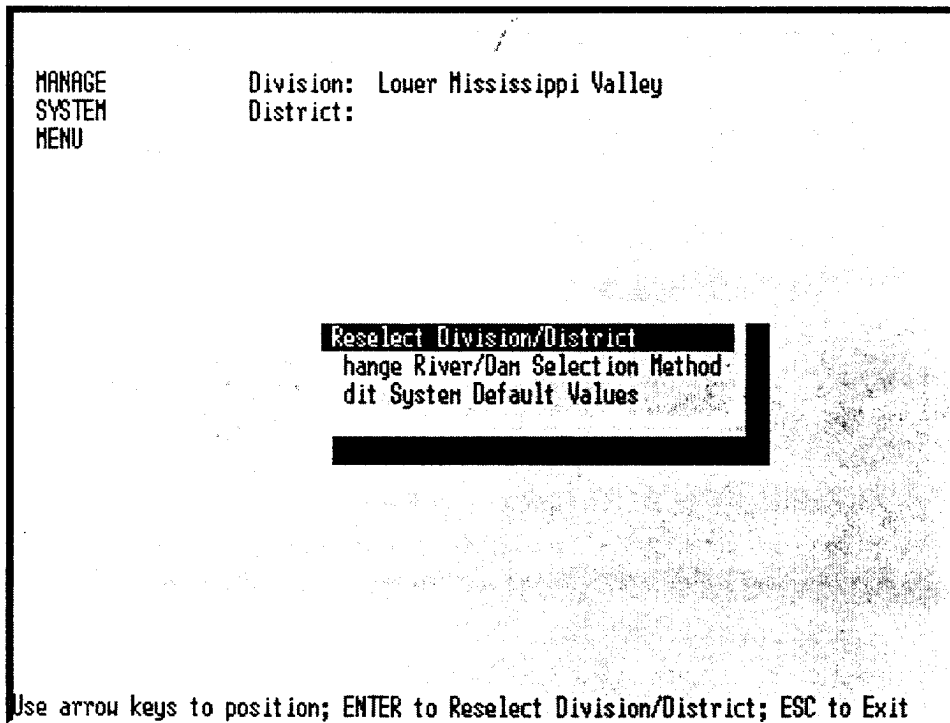 MANAGE Division: Lower Mississippi Valley
SYSTEM District:
MENU
Reselect Division/District
hange River/Dam Selection Method
dit System Default Values
Use arrow keys to position; ENTER to Reselect Division/District; ESC to Exit